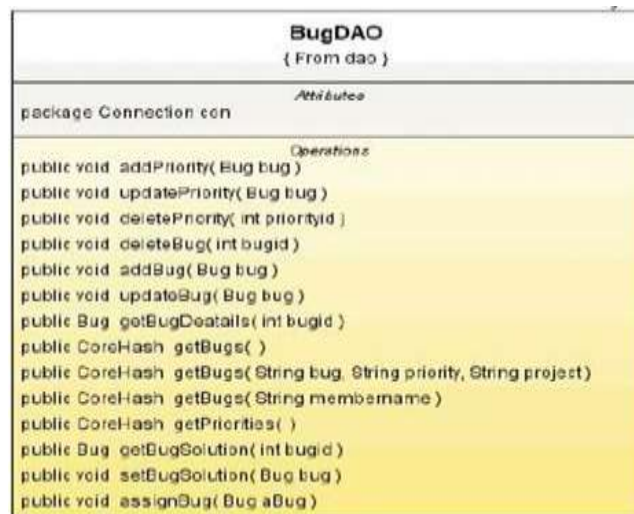 BugDAO
{ From dao }
Attributes
package Connection con
Operations
public void addPriority( Bug bug )
public void updatePriority( Bug bug )
public void deletePriority( int priorityid )
public void deleteBug( int bugid )
public void addBug( Bug bug )
public void updateBug( Bug bug )
public Bug getBugDeatails( int bugid )
public CoreHash getBugs( )
public CoreHash getBugs( String bug, String priority, String project )
public CoreHash getBugs( String membername )
public CoreHash getPriorities( )
public Bug getBugSolution( int bugid )
public void setBugSolution( Bug bug )
public void assignBug( Bug aBug )